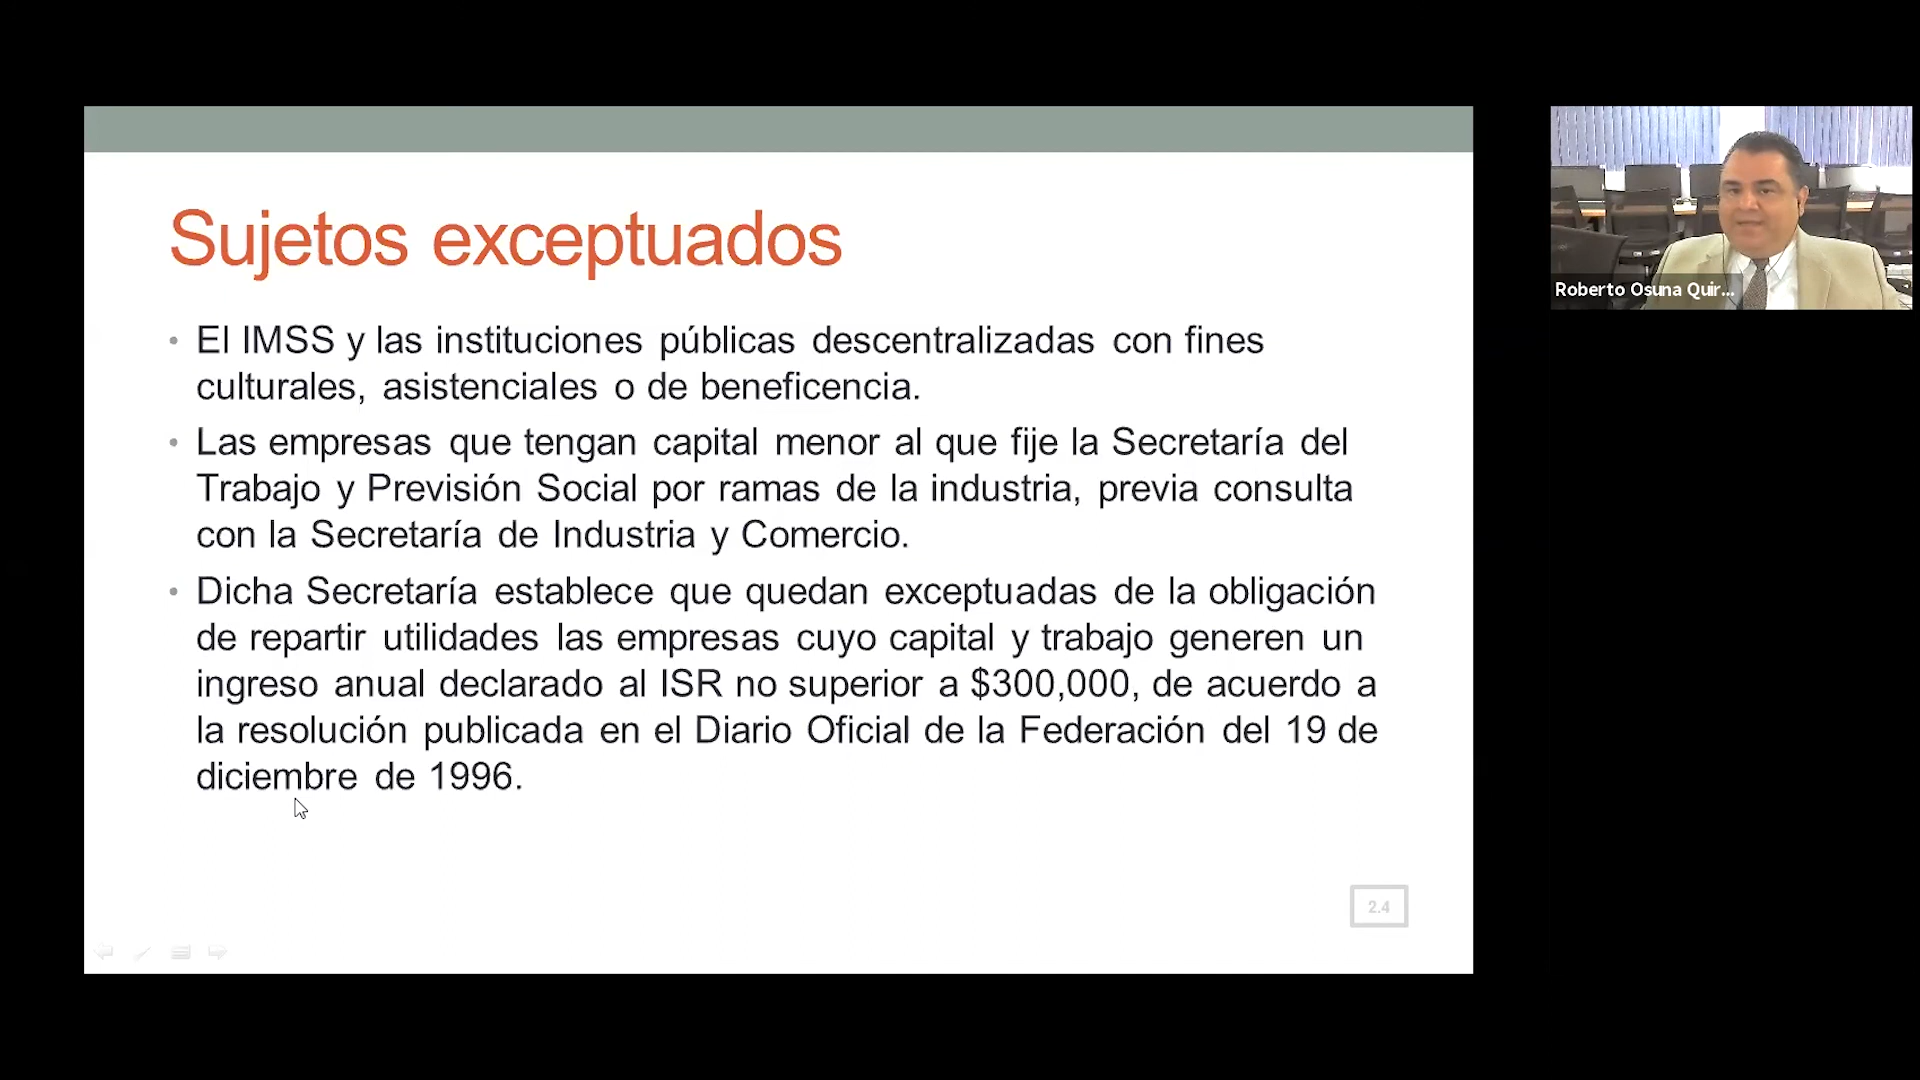 Sujetos exceptuados
• El IMSS y las instituciones públicas descentralizadas con fines
culturales, asistenciales o de beneficencia.
• Las empresas que tengan capital menor al que fije la Secretaría del
Trabajo y Previsión Social por ramas de la industria, previa consulta
con la Secretaría de Industria y Comercio.
• Dicha Secretaría establece que quedan exceptuadas de la obligación
de repartir utilidades las empresas cuyo capital y trabajo generen un
ingreso anual declarado al ISR no superior a $300,000, de acuerdo a
la resolución publicada en el Diario Oficial de la Federación del 19 de
diciembre de 1996.
2.4
Roberto Osuna Quir...